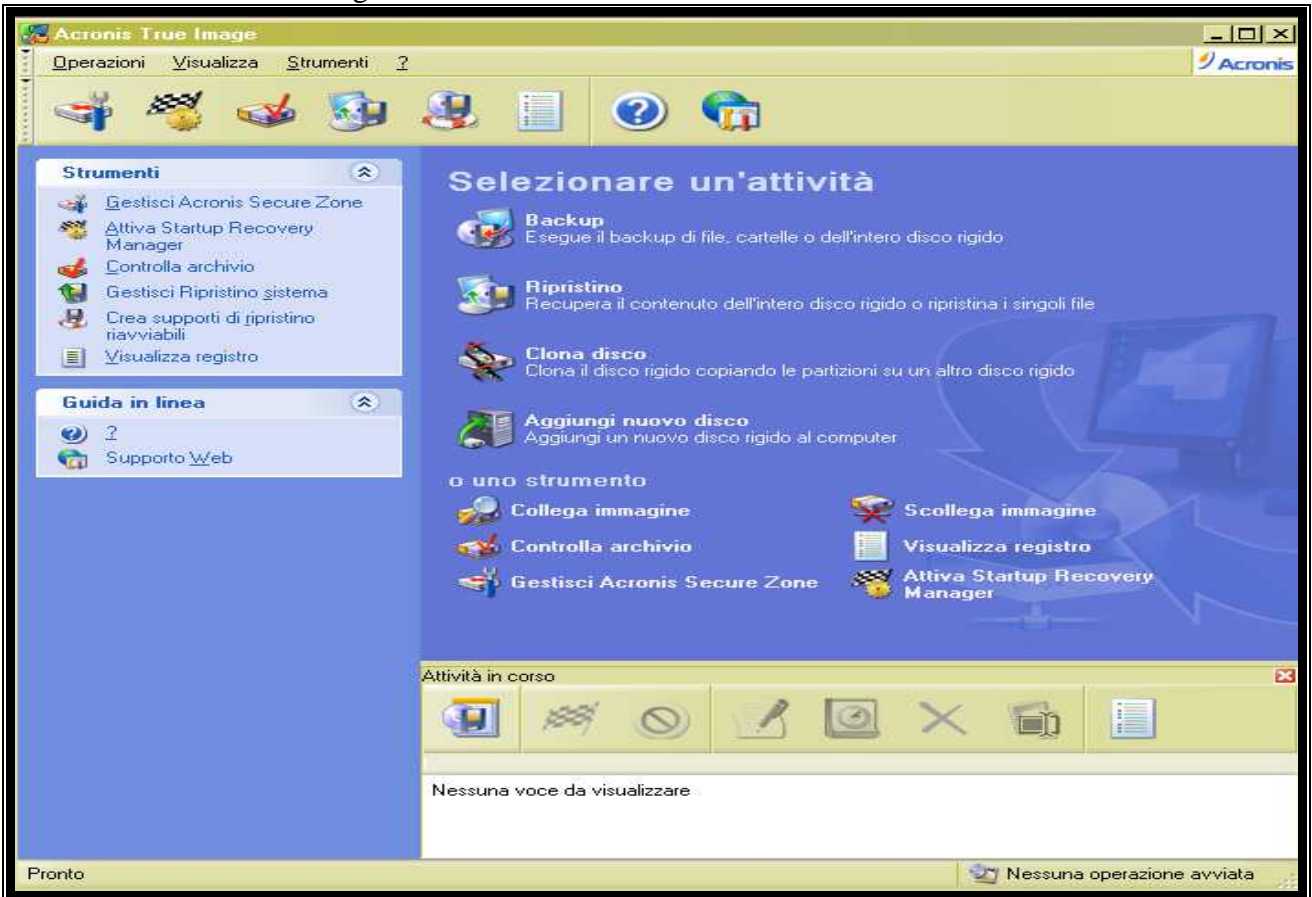 Acronis True Image
Operazioni Visualizza Strumenti ?
Acronis
Strumenti
Gestisci Acronis Secure Zone
Attiva Startup Recovery
Manager
Controlla archivio
Gestisci Ripristino sistema
Crea supporti di ripristino
riavviabili
Visualizza registro
Guida in linea
?
Supporto Web
Selezionare un'attività
Backup
Esegue il backup di file, cartelle o dell'intero disco rigido
Ripristino
Recupera il contenuto dell'intero disco rigido o ripristina i singoli file
Clona disco
Clona il disco rigido copiando le partizioni su un altro disco rigido
Aggiungi nuovo disco
Aggiungi un nuovo disco rigido al computer
o uno strumento
Collega immagine
Scollega immagine
Controlla archivio
Visualizza registro
Gestisci Acronis Secure Zone
Attiva Startup Recovery
Manager
Attività in corso
Nessuna voce da visualizzare
Pronto
Nessuna operazione avviata